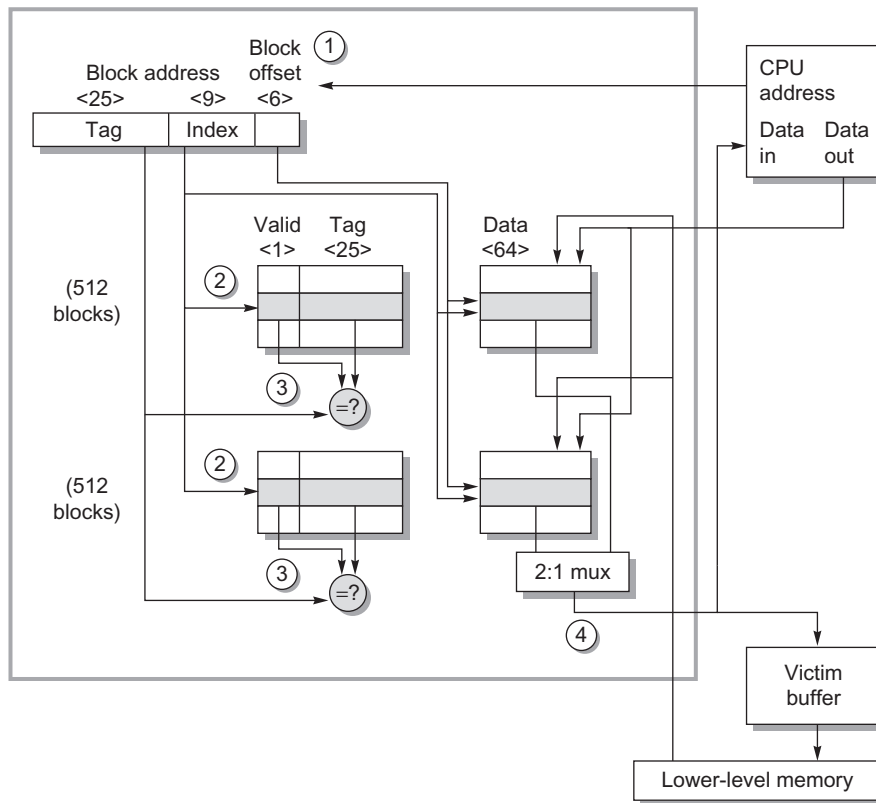 Block
offset
<6>
1
Block address
<25> <9>
Tag Index
CPU
address
Data
in
Data
out
Valid
<1>
Tag
<25>
Data
<64>
(512
blocks)
2
3
=?
(512
blocks)
2
3
=?
2:1 mux
4
Victim
buffer
Lower-level memory